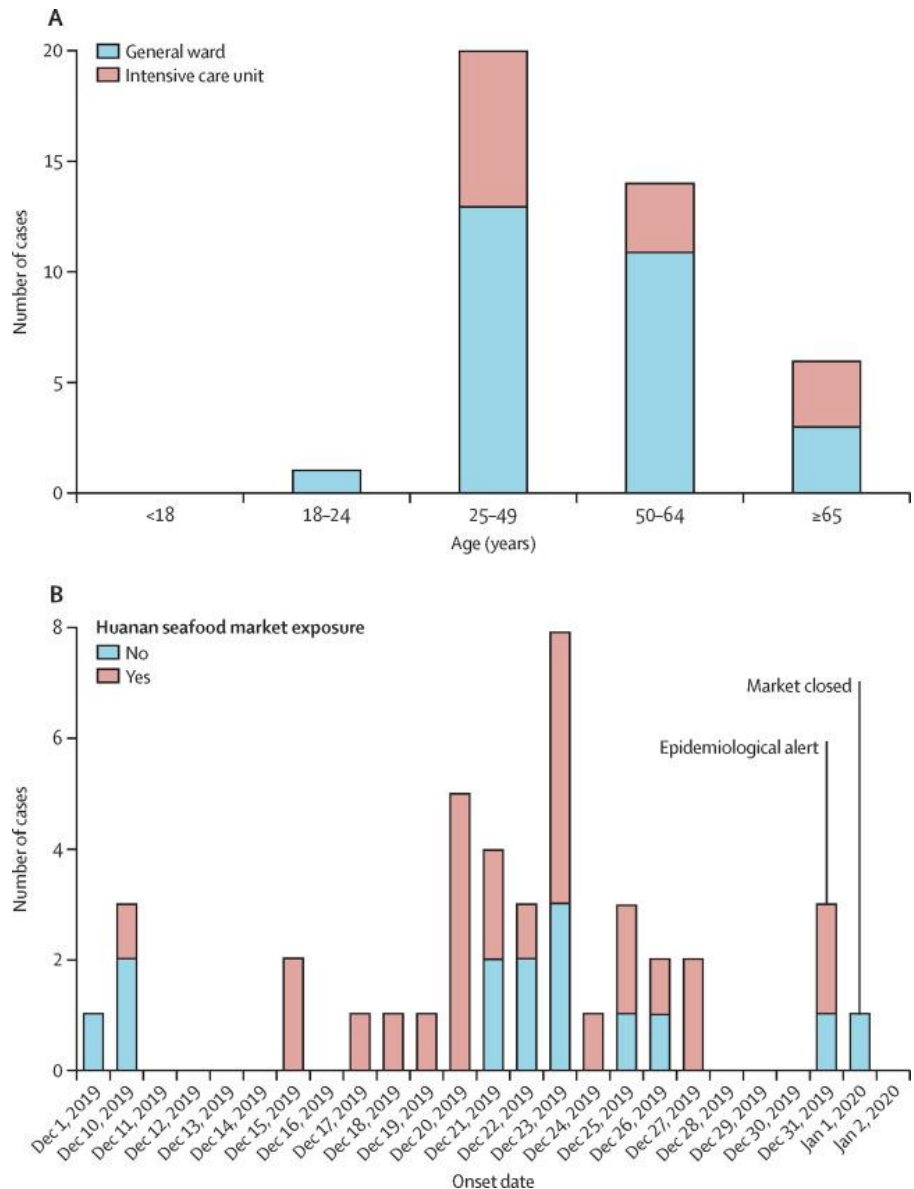 A
General ward
Intensive care unit
20
15
10
5
0
Number of cases
<18
18–24
25–49
50–64
≥65
Age (years)
B
Huanan seafood market exposure
No
Yes
8
6
4
2
0
Number of cases
Market closed
Epidemiological alert
Dec 1, 2019
Dec 10, 2019
Dec 11, 2019
Dec 12, 2019
Dec 13, 2019
Dec 14, 2019
Dec 15, 2019
Dec 16, 2019
Dec 17, 2019
Dec 18, 2019
Dec 19, 2019
Dec 20, 2019
Dec 21, 2019
Dec 22, 2019
Dec 23, 2019
Dec 24, 2019
Dec 25, 2019
Dec 26, 2019
Dec 27, 2019
Dec 28, 2019
Dec 29, 2019
Dec 30, 2019
Dec 31, 2019
Jan 1, 2020
Jan 2, 2020
Onset date